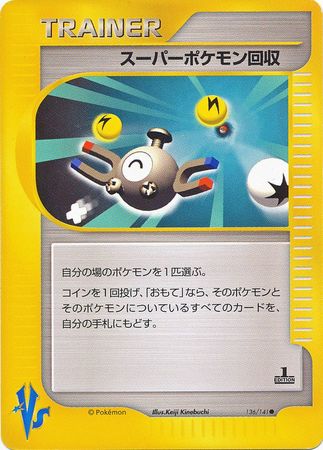 TRAINER
スーパーポケモン回収
自分の場のポケモンを1匹選ぶ。
コインを1回投げ、「おもて」なら、そのポケモンと
そのポケモンについているすべてのカードを、
自分の手札にもどす。
1
EDITION
VS
© Pokémon Illus.Keiji Kinebuchi 136/141●